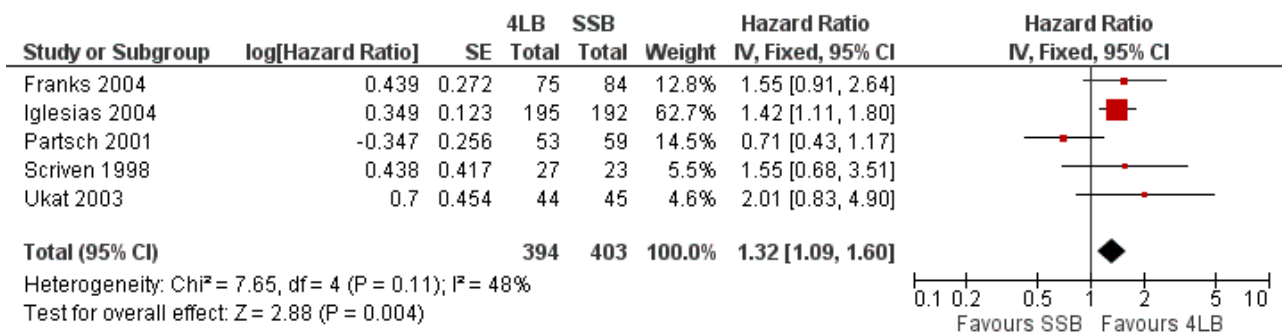 4LB SSB Hazard Ratio Hazard Ratio
Study or Subgroup log[Hazard Ratio] SE Total Total Weight IV, Fixed, 95% CI IV, Fixed, 95% CI
Franks 2004 0.439 0.272 75 84 12.8% 1.55 [0.91, 2.64]
Iglesias 2004 0.349 0.123 195 192 62.7% 1.42 [1.11, 1.80]
Partsch 2001 -0.347 0.256 53 59 14.5% 0.71 [0.43, 1.17]
Scriven 1998 0.438 0.417 27 23 5.5% 1.55 [0.68, 3.51]
Ukat 2003 0.7 0.454 44 45 4.6% 2.01 [0.83, 4.90]
Total (95% CI) 394 403 100.0% 1.32 [1.09, 1.60]
Heterogeneity: Chi² = 7.65, df = 4 (P = 0.11); I² = 48%
Test for overall effect: Z = 2.88 (P = 0.004)
0.1 0.2 0.5 1 2 5 10
Favours SSB Favours 4LB